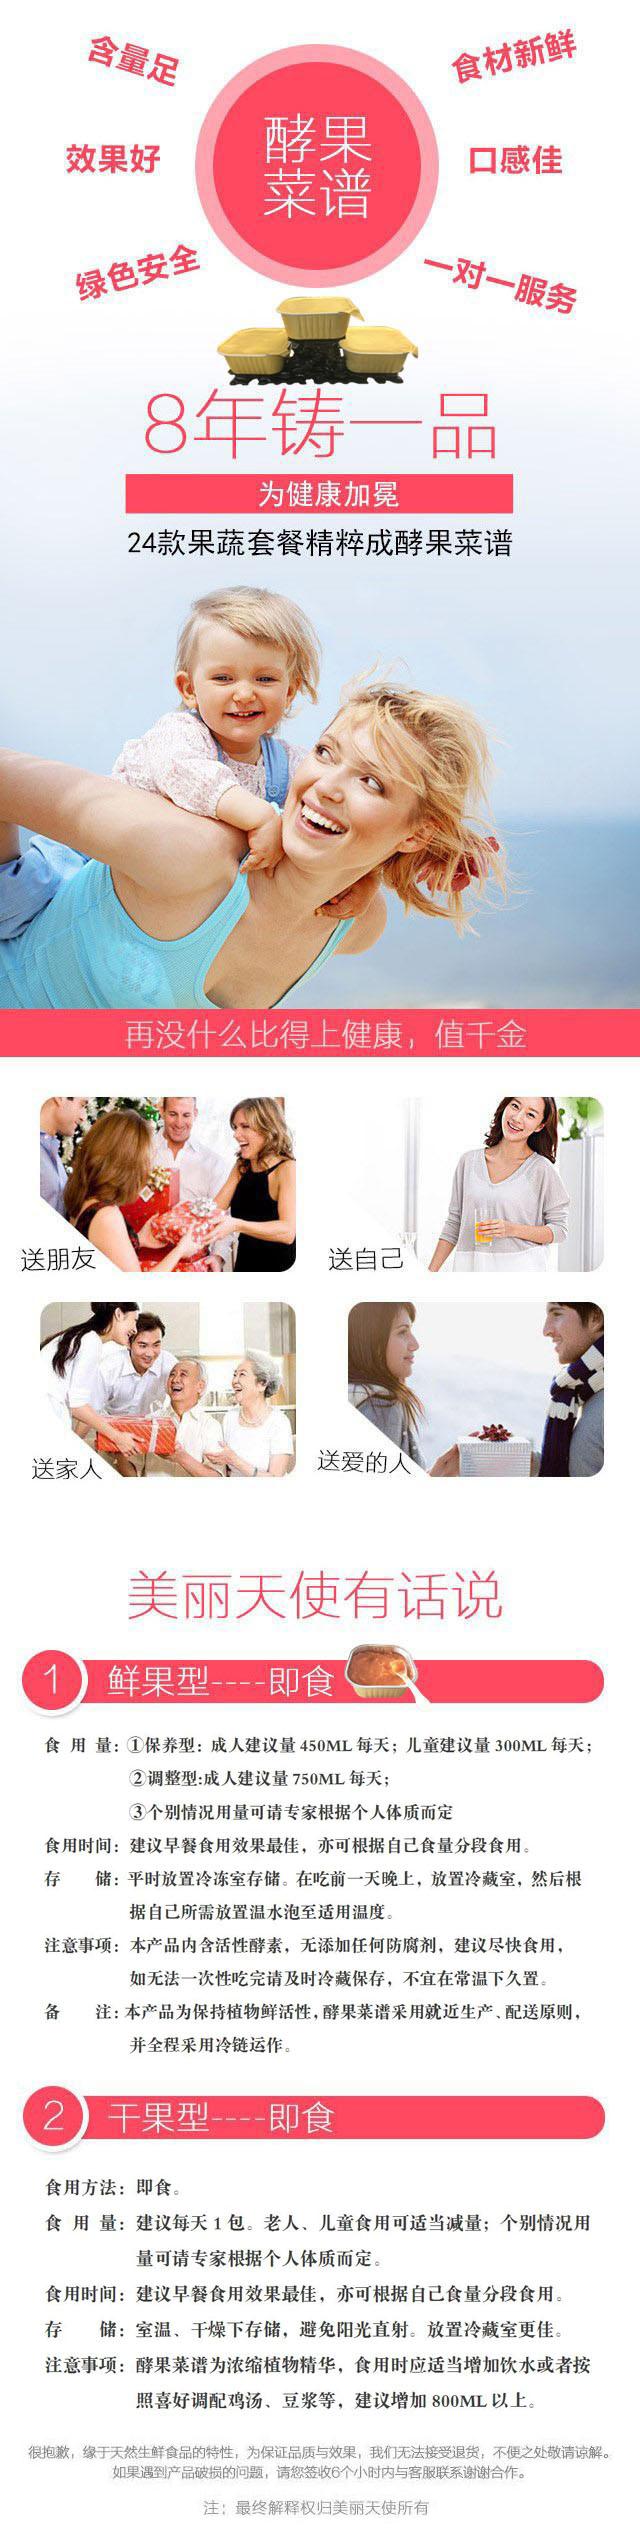 含量足
食材新鲜
效果好
酵果
菜谱
口感佳
绿色安全
一对一服务
8年铸一品
为健康加冕
24款果蔬套餐精粹成酵果菜谱
再没什么比得上健康，值千金
送朋友
送自己
送家人
送爱的人
美丽天使有话说
1 鲜果型----即食
食用量：①保养型：成人建议量450ML每天；儿童建议量300ML每天；
②调整型:成人建议量750ML每天；
③个别情况用量可请专家根据个人体质而定
食用时间：建议早餐食用效果最佳，亦可根据自己食量分段食用。
存储：平时放置冷冻室存储。在吃前一天晚上，放置冷藏室，然后根
据自己所需放置温水泡至适用温度。
注意事项：本产品内含活性酵素，无添加任何防腐剂，建议尽快食用，
如无法一次性吃完请及时冷藏保存，不宜在常温下久置。
备注：本产品为保持植物鲜活性，酵果菜谱采用就近生产、配送原则，
并全程采用冷链运作。
2 干果型----即食
食用方法：即食。
食用量：建议每天1包。老人、儿童食用可适当减量；个别情况用
量可请专家根据个人体质而定。
食用时间：建议早餐食用效果最佳，亦可根据自己食量分段食用。
存储：室温、干燥下存储，避免阳光直射。放置冷藏室更佳。
注意事项：酵果菜谱为浓缩植物精华，食用时应适当增加饮水或者按
照喜好调配鸡汤、豆浆等，建议增加800ML以上。
很抱歉，缘于天然生鲜食品的特性，为保证品质与效果，我们无法接受退货，不便之处敬请谅解。
如果遇到产品破损的问题，请您签收6个小时内与客服联系谢谢合作。
注：最终解释权归美丽天使所有